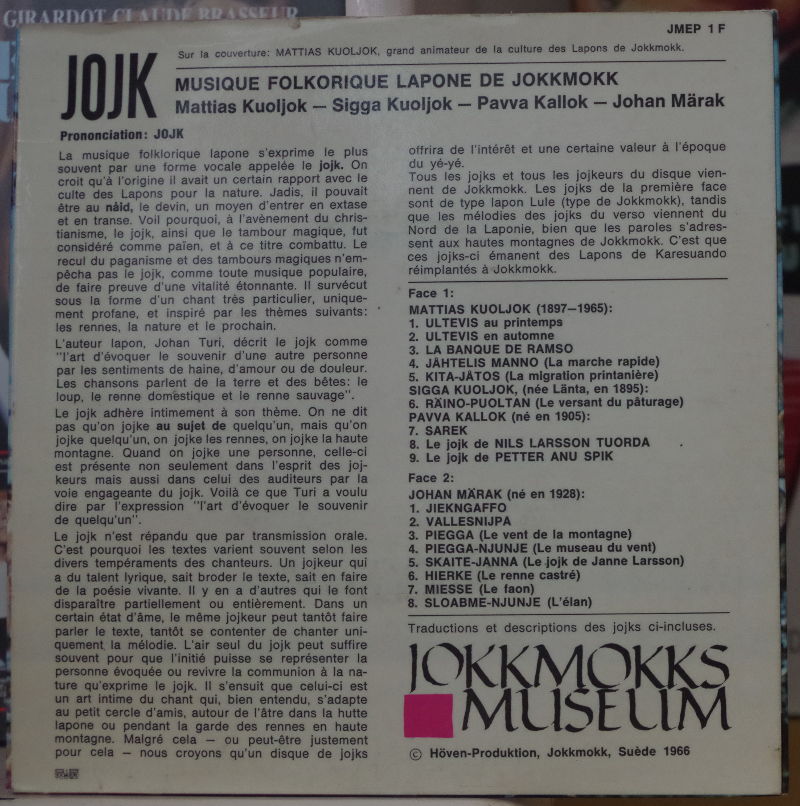 GIRARDOT CLAUDE BRASSEUR
JMEP 1 F
Sur la couverture: MATTIAS KUOLJOK, grand animateur de la culture des Lapons de Jokkmokk.
JOJK
MUSIQUE FOLKORIQUE LAPONE DE JOKKMOKK
Mattias Kuoljok — Sigga Kuoljok — Pavva Kallok — Johan Märak
Prononciation: JOJK
La musique folklorique lapone s'exprime le plus
souvent par une forme vocale appelée le jojk. On
croit qu'à l'origine il avait un certain rapport avec le
culte des Lapons pour la nature. Jadis, il pouvait
être au nåid, le devin, un moyen d'entrer en extase
et en transe. Voil pourquoi, à l'avènement du chris-
tianisme, le jojk, ainsi que le tambour magique, fut
considéré comme païen, et à ce titre combattu. Le
recul du paganisme et des tambours magiques n'em-
pêcha pas le jojk, comme toute musique populaire,
de faire preuve d'une vitalité étonnante. Il survécut
sous la forme d'un chant très particulier, unique-
ment profane, et inspiré par les thèmes suivants:
les rennes, la nature et le prochain.
L'auteur lapon, Johan Turi, décrit le jojk comme
"l'art d'évoquer le souvenir d'une autre personne
par les sentiments de haine, d'amour ou de douleur.
Les chansons parlent de la terre et des bêtes: le
loup, le renne domestique et le renne sauvage".
Le jojk adhère intimement à son thème. On ne dit
pas qu'on jojke au sujet de quelqu'un, mais qu'on
jojke quelqu'un, on jojke les rennes, on jojke la haute
montagne. Quand on jojke une personne, celle-ci
est présente non seulement dans l'esprit des joj-
keurs mais aussi dans celui des auditeurs par la
voie engageante du jojk. Voilà ce que Turi a voulu
dire par l'expression "l'art d'évoquer le souvenir
de quelqu'un".
Le jojk n'est répandu que par transmission orale.
C'est pourquoi les textes varient souvent selon les
divers tempéraments des chanteurs. Un jojkeur qui
a du talent lyrique, sait broder le texte, sait en faire
de la poésie vivante. Il y en a d'autres qui le font
disparaître partiellement ou entièrement. Dans un
certain état d'âme, le même jojkeur peut tantôt faire
parler le texte, tantôt se contenter de chanter uni-
quement la mélodie. L'air seul du jojk peut suffire
souvent pour que l'initié puisse se représenter la
personne évoquée ou revivre la communion à la na-
ture qu'exprime le jojk. Il s'ensuit que celui-ci est
un art intime du chant qui, bien entendu, s'adapte
au petit cercle d'amis, autour de l'âtre dans la hutte
lapone ou pendant la garde des rennes en haute
montagne. Malgré cela — ou peut-être justement
pour cela — nous croyons qu'un disque de jojks
offrira de l'intérêt et une certaine valeur à l'époque
du yé-yé.
Tous les jojks et tous les jojkeurs du disque vien-
nent de Jokkmokk. Les jojks de la première face
sont de type lapon Lule (type de Jokkmokk), tandis
que les mélodies des jojks du verso viennent du
Nord de la Laponie, bien que les paroles s'adres-
sent aux hautes montagnes de Jokkmokk. C'est que
ces jojks-ci émanent des Lapons de Karesuando
réimplantés à Jokkmokk.
Face 1:
MATTIAS KUOLJOK (1897—1965):
1. ULTEVIS au printemps
2. ULTEVIS en automne
3. LA BANQUE DE RAMSO
4. JÄHTELIS MANNO (La marche rapide)
5. KITA-JÄTOS (La migration printanière)
SIGGA KUOLJOK, (née Länta, en 1895):
6. RÄINO-PUOLTAN (Le versant du pâturage)
PAVVA KALLOK (né en 1905):
7. SAREK
8. Le jojk de NILS LARSSON TUORDA
9. Le jojk de PETTER ANU SPIK
Face 2:
JOHAN MÄRAK (né en 1928):
1. JIEKNGAFFO
2. VALLESNIJPA
3. PIEGGA (Le vent de la montagne)
4. PIEGGA-NJUNJE (Le museau du vent)
5. SKAITE-JANNA (Le jojk de Janne Larsson)
6. HIERKE (Le renne castré)
7. MIESSE (Le faon)
8. SLOABME-NJUNJE (L'élan)
Traductions et descriptions des jojks ci-incluses.
JOKKMOKKS
MUSEUM
© Höven-Produktion, Jokkmokk, Suède 1966